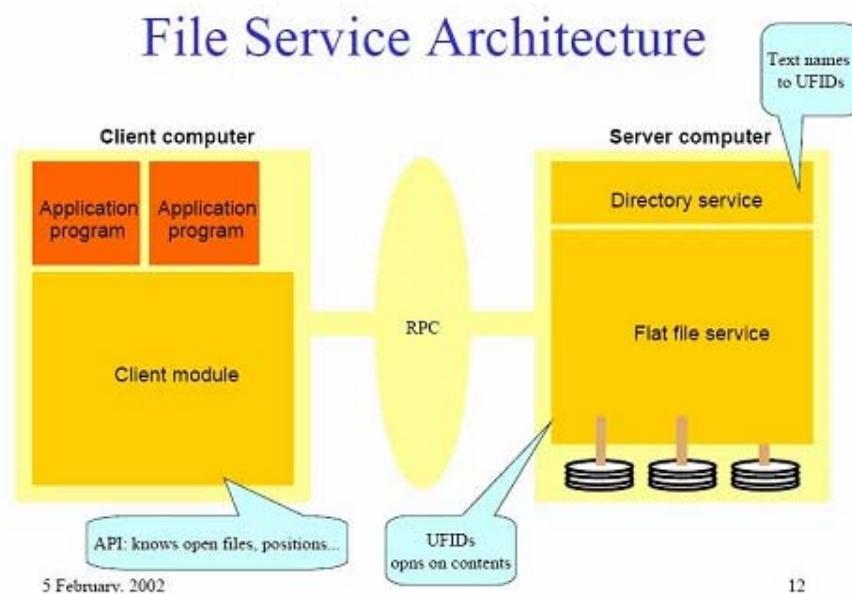 File Service Architecture
Text names
to UFIDs
Client computer
Server computer
Application
program
Application
program
Directory service
RPC
Flat file service
Client module
API: knows open files, positions...
UFIDs
opns on contents
5 February, 2002
12